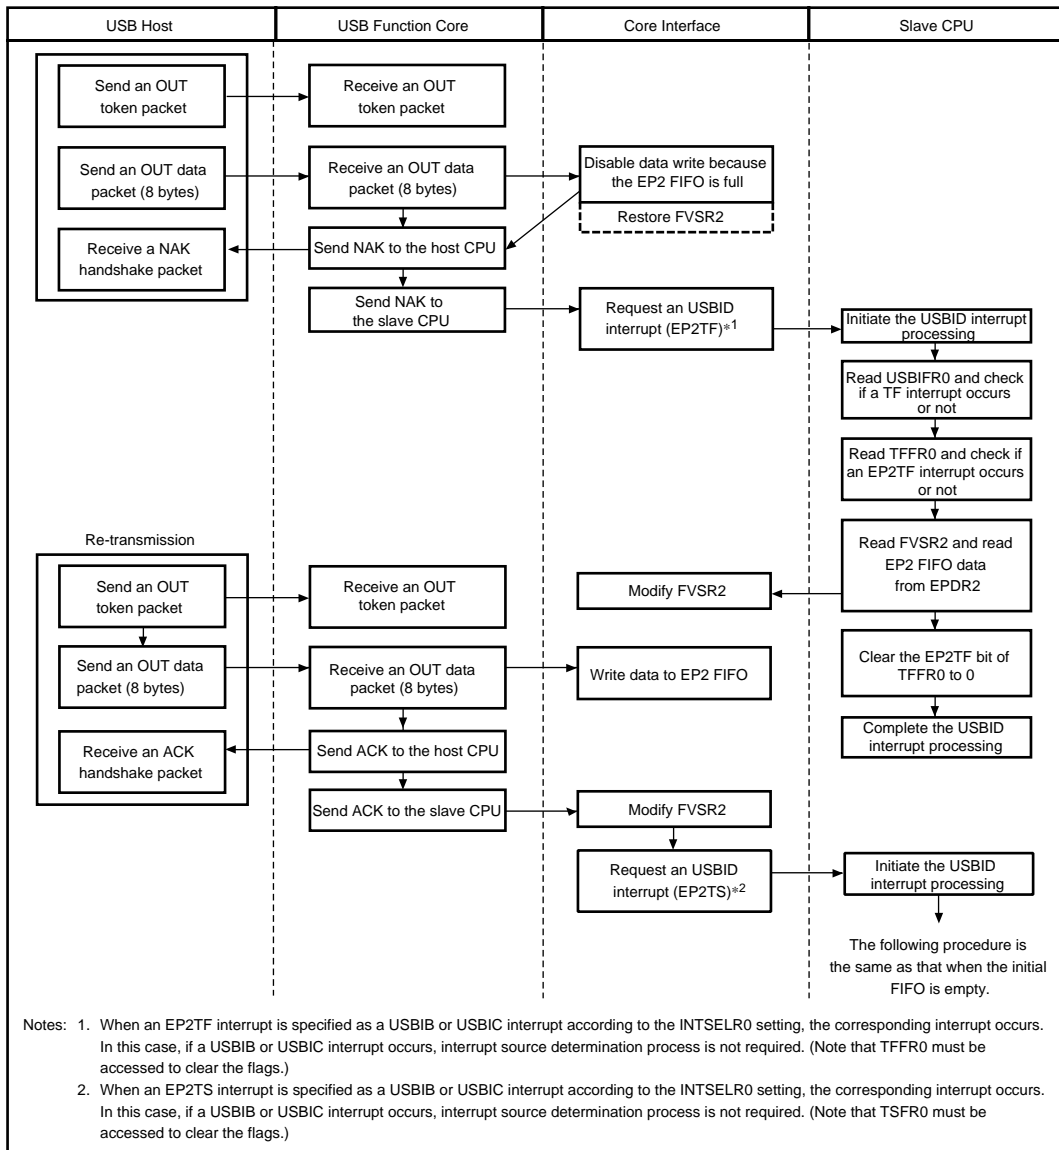 USB Host
USB Function Core
Core Interface
Slave CPU
Send an OUT
token packet
Receive an OUT
token packet
Send an OUT data
packet (8 bytes)
Receive an OUT data
packet (8 bytes)
Disable data write because
the EP2 FIFO is full
Restore FVSR2
Receive a NAK
handshake packet
Send NAK to the host CPU
Send NAK to
the slave CPU
Request an USBID
interrupt (EP2TF)*1
Initiate the USBID interrupt
processing
Read USBIFR0 and check
if a TF interrupt occurs
or not
Read TFFR0 and check if
an EP2TF interrupt occurs
or not
Read FVSR2 and read
EP2 FIFO data
from EPDR2
Clear the EP2TF bit of
TFFR0 to 0
Complete the USBID
interrupt processing
Re-transmission
Send an OUT
token packet
Receive an OUT
token packet
Modify FVSR2
Send an OUT data
packet (8 bytes)
Receive an OUT data
packet (8 bytes)
Write data to EP2 FIFO
Receive an ACK
handshake packet
Send ACK to the host CPU
Send ACK to the slave CPU
Modify FVSR2
Request an USBID
interrupt (EP2TS)*2
Initiate the USBID
interrupt processing
The following procedure is
the same as that when the initial
FIFO is empty.
Notes: 1. When an EP2TF interrupt is specified as a USBIB or USBIC interrupt according to the INTSELR0 setting, the corresponding interrupt occurs.
In this case, if a USBIB or USBIC interrupt occurs, interrupt source determination process is not required. (Note that TFFR0 must be
accessed to clear the flags.)
2. When an EP2TS interrupt is specified as a USBIB or USBIC interrupt according to the INTSELR0 setting, the corresponding interrupt occurs.
In this case, if a USBIB or USBIC interrupt occurs, interrupt source determination process is not required. (Note that TSFR0 must be
accessed to clear the flags.)